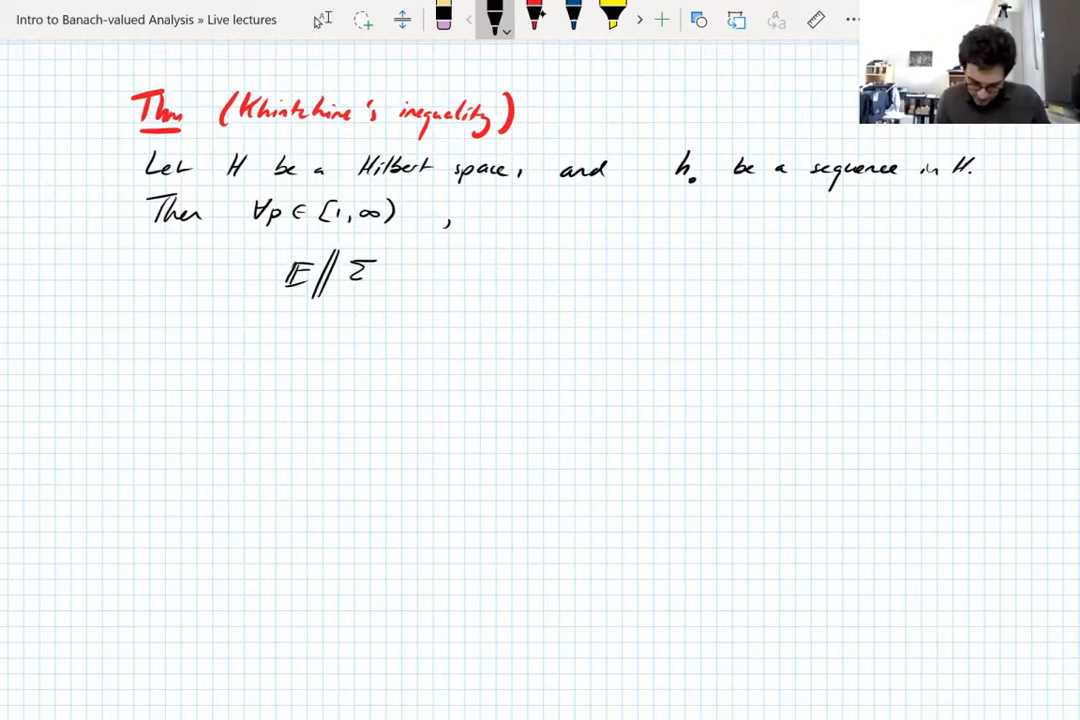 Intro to Banach-valued Analysis » Live lectures
Thm (Khintchine's inequality)
Let H be a Hilbert space, and h. be a sequence in H.
Then ∀p ∈ [1, ∞) ,
𝔼 ‖ Σ